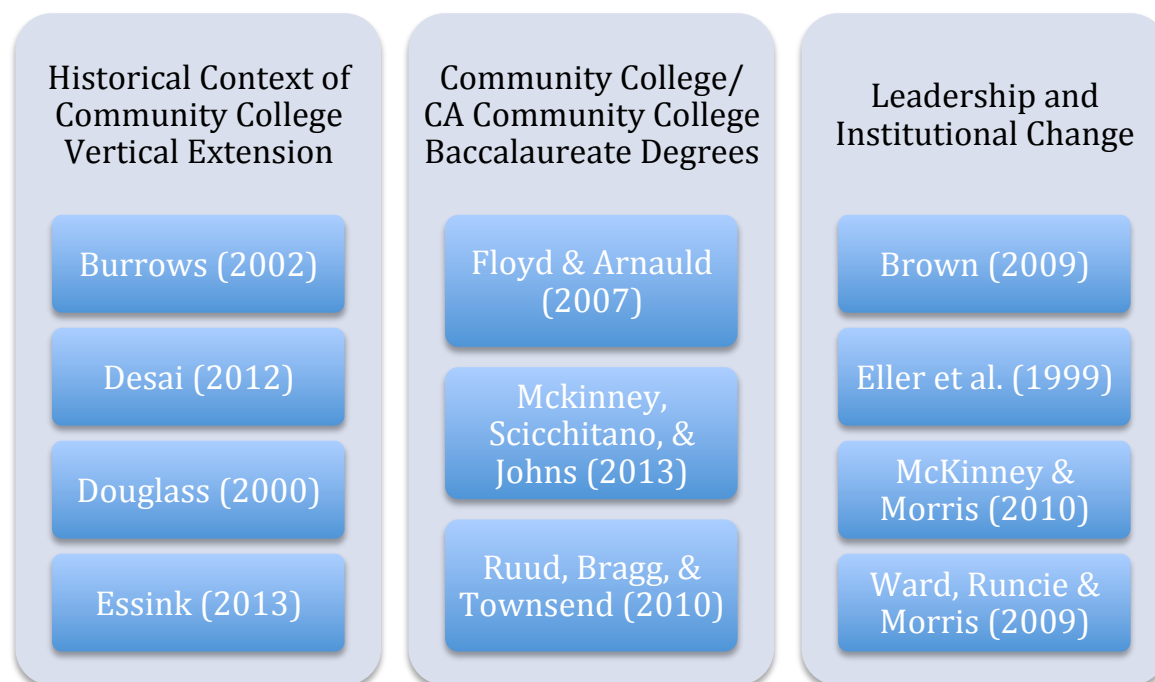 Historical Context of
Community College
Vertical Extension
Burrows (2002)
Desai (2012)
Douglass (2000)
Essink (2013)
Community College/
CA Community College
Baccalaureate Degrees
Floyd & Arnauld
(2007)
Mckinney,
Scicchitano, &
Johns (2013)
Ruud, Bragg, &
Townsend (2010)
Leadership and
Institutional Change
Brown (2009)
Eller et al. (1999)
McKinney &
Morris (2010)
Ward, Runcie &
Morris (2009)